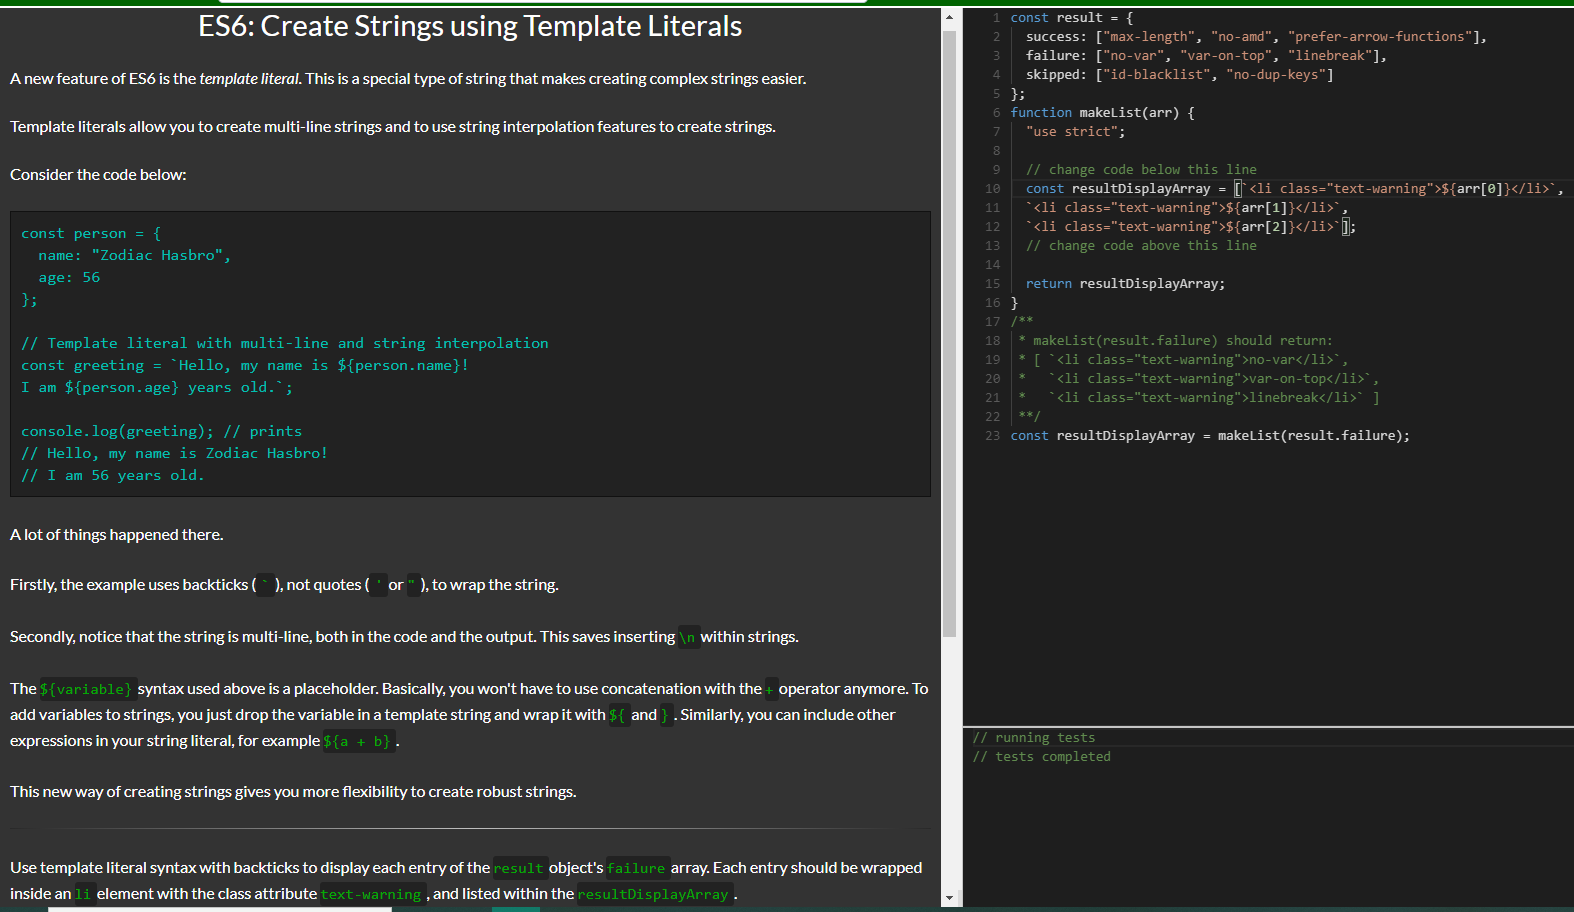 ES6: Create Strings using Template Literals
A new feature of ES6 is the template literal. This is a special type of string that makes creating complex strings easier.
Template literals allow you to create multi-line strings and to use string interpolation features to create strings.
Consider the code below:
const person = {
  name: "Zodiac Hasbro",
  age: 56
};
// Template literal with multi-line and string interpolation
const greeting = `Hello, my name is ${person.name}!
I am ${person.age} years old.`;
console.log(greeting); // prints
// Hello, my name is Zodiac Hasbro!
// I am 56 years old.
A lot of things happened there.
Firstly, the example uses backticks ( ` ), not quotes ( ' or " ), to wrap the string.
Secondly, notice that the string is multi-line, both in the code and the output. This saves inserting \n within strings.
The ${variable} syntax used above is a placeholder. Basically, you won't have to use concatenation with the + operator anymore. To
add variables to strings, you just drop the variable in a template string and wrap it with ${ and } . Similarly, you can include other
expressions in your string literal, for example ${a + b} .
This new way of creating strings gives you more flexibility to create robust strings.
Use template literal syntax with backticks to display each entry of the result object's failure array. Each entry should be wrapped
inside an li element with the class attribute text-warning , and listed within the resultDisplayArray .
1 const result = {
2   success: ["max-length", "no-amd", "prefer-arrow-functions"],
3   failure: ["no-var", "var-on-top", "linebreak"],
4   skipped: ["id-blacklist", "no-dup-keys"]
5 };
6 function makeList(arr) {
7   "use strict";
8
9   // change code below this line
10   const resultDisplayArray = [`<li class="text-warning">${arr[0]}</li>`,
11   `<li class="text-warning">${arr[1]}</li>`,
12   `<li class="text-warning">${arr[2]}</li>`];
13   // change code above this line
14
15   return resultDisplayArray;
16 }
17 /**
18  * makeList(result.failure) should return:
19  * [ `<li class="text-warning">no-var</li>`,
20  *   `<li class="text-warning">var-on-top</li>`,
21  *   `<li class="text-warning">linebreak</li>` ]
22  **/
23 const resultDisplayArray = makeList(result.failure);
// running tests
// tests completed